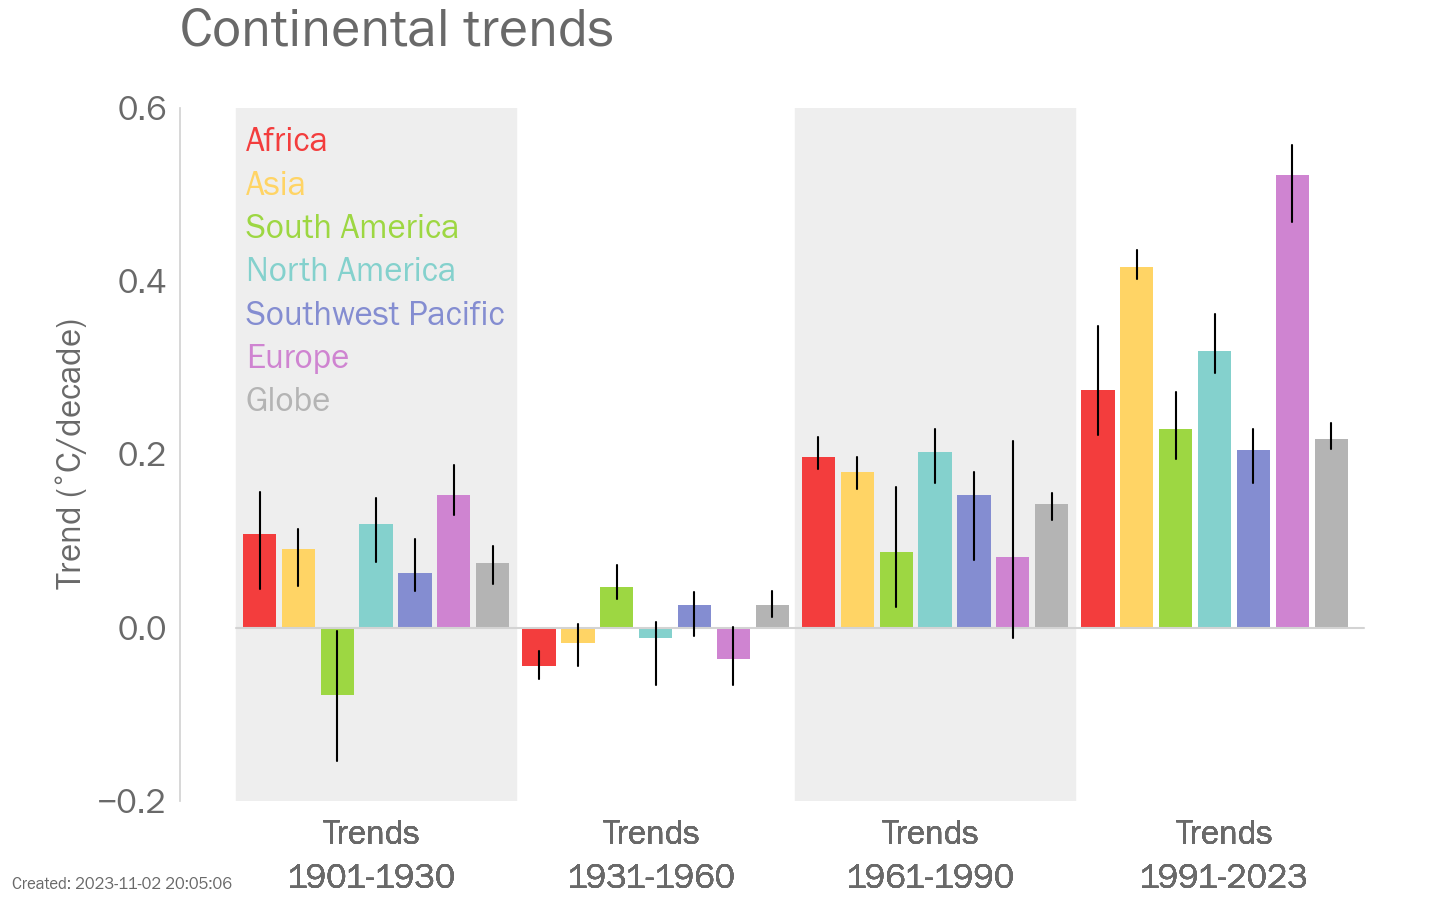 Continental trends
0.6
0.4
0.2
0.0
−0.2
Trend (˚C/decade)
Africa
Asia
South America
North America
Southwest Pacific
Europe
Globe
Trends
1901-1930
Trends
1931-1960
Trends
1961-1990
Trends
1991-2023
Created: 2023-11-02 20:05:06